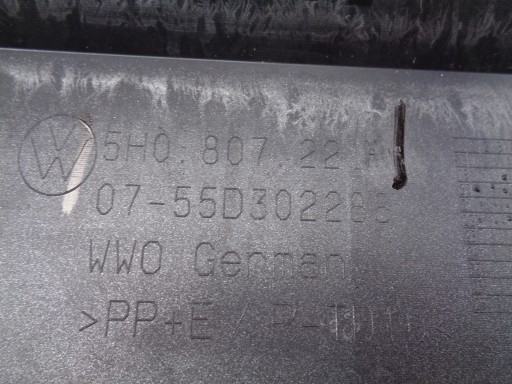 5H0.807.22
07-55D30228
WWO German
>PP+E/P-T